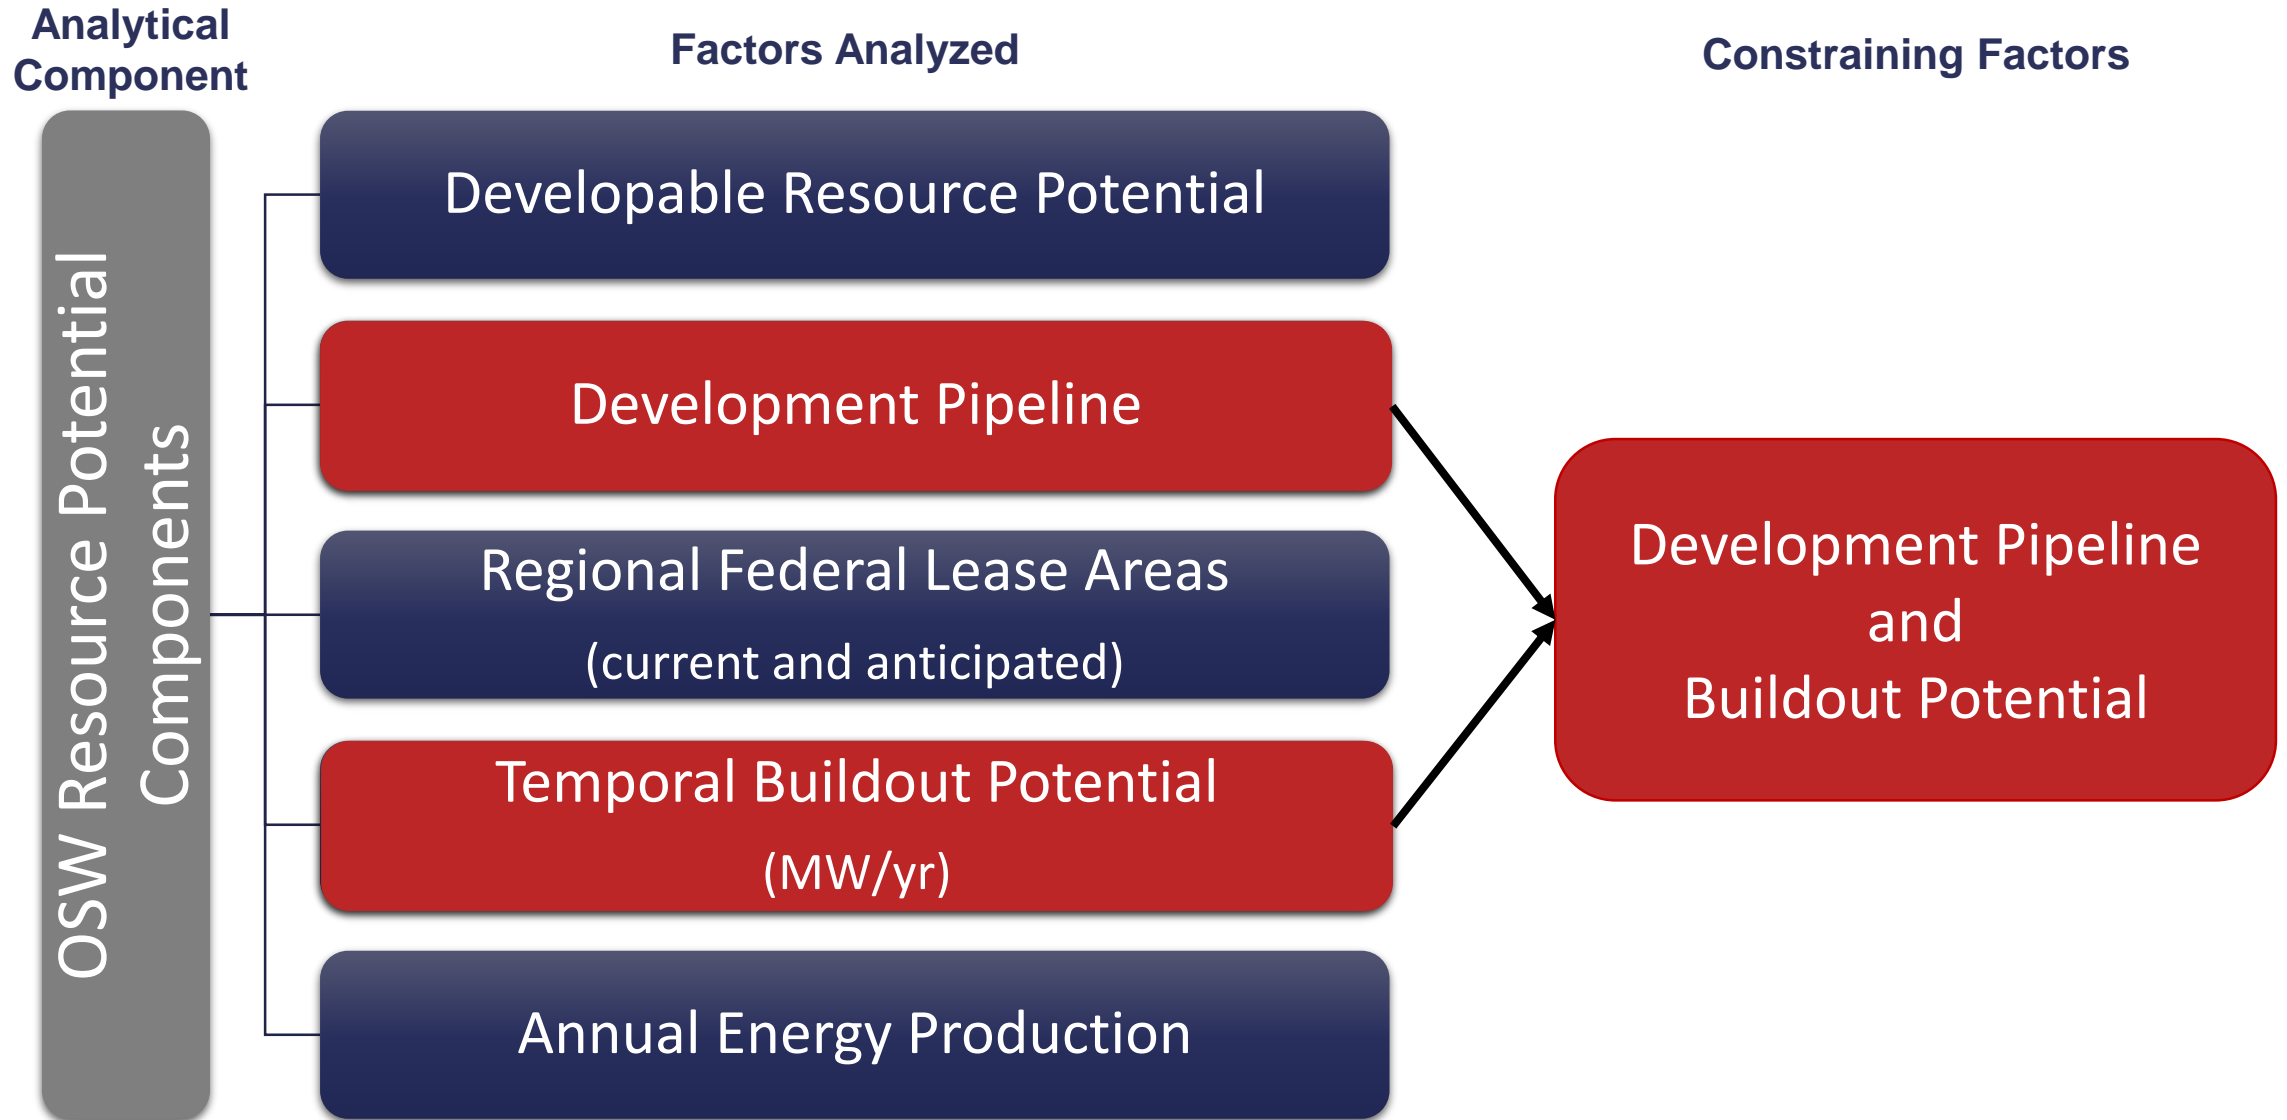 Analytical
Component
Factors Analyzed
Constraining Factors
OSW Resource Potential
Components
Developable Resource Potential
Development Pipeline
Regional Federal Lease Areas
(current and anticipated)
Temporal Buildout Potential
(MW/yr)
Annual Energy Production
Development Pipeline
and
Buildout Potential